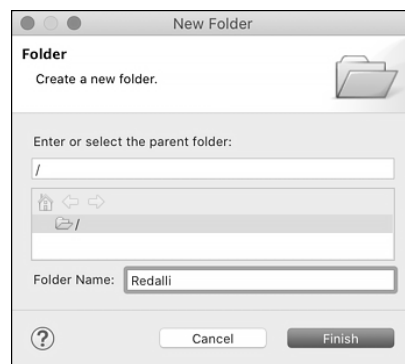 New Folder
Folder
Create a new folder.
Enter or select the parent folder:
/
/
Folder Name: Redalli
?
Cancel Finish